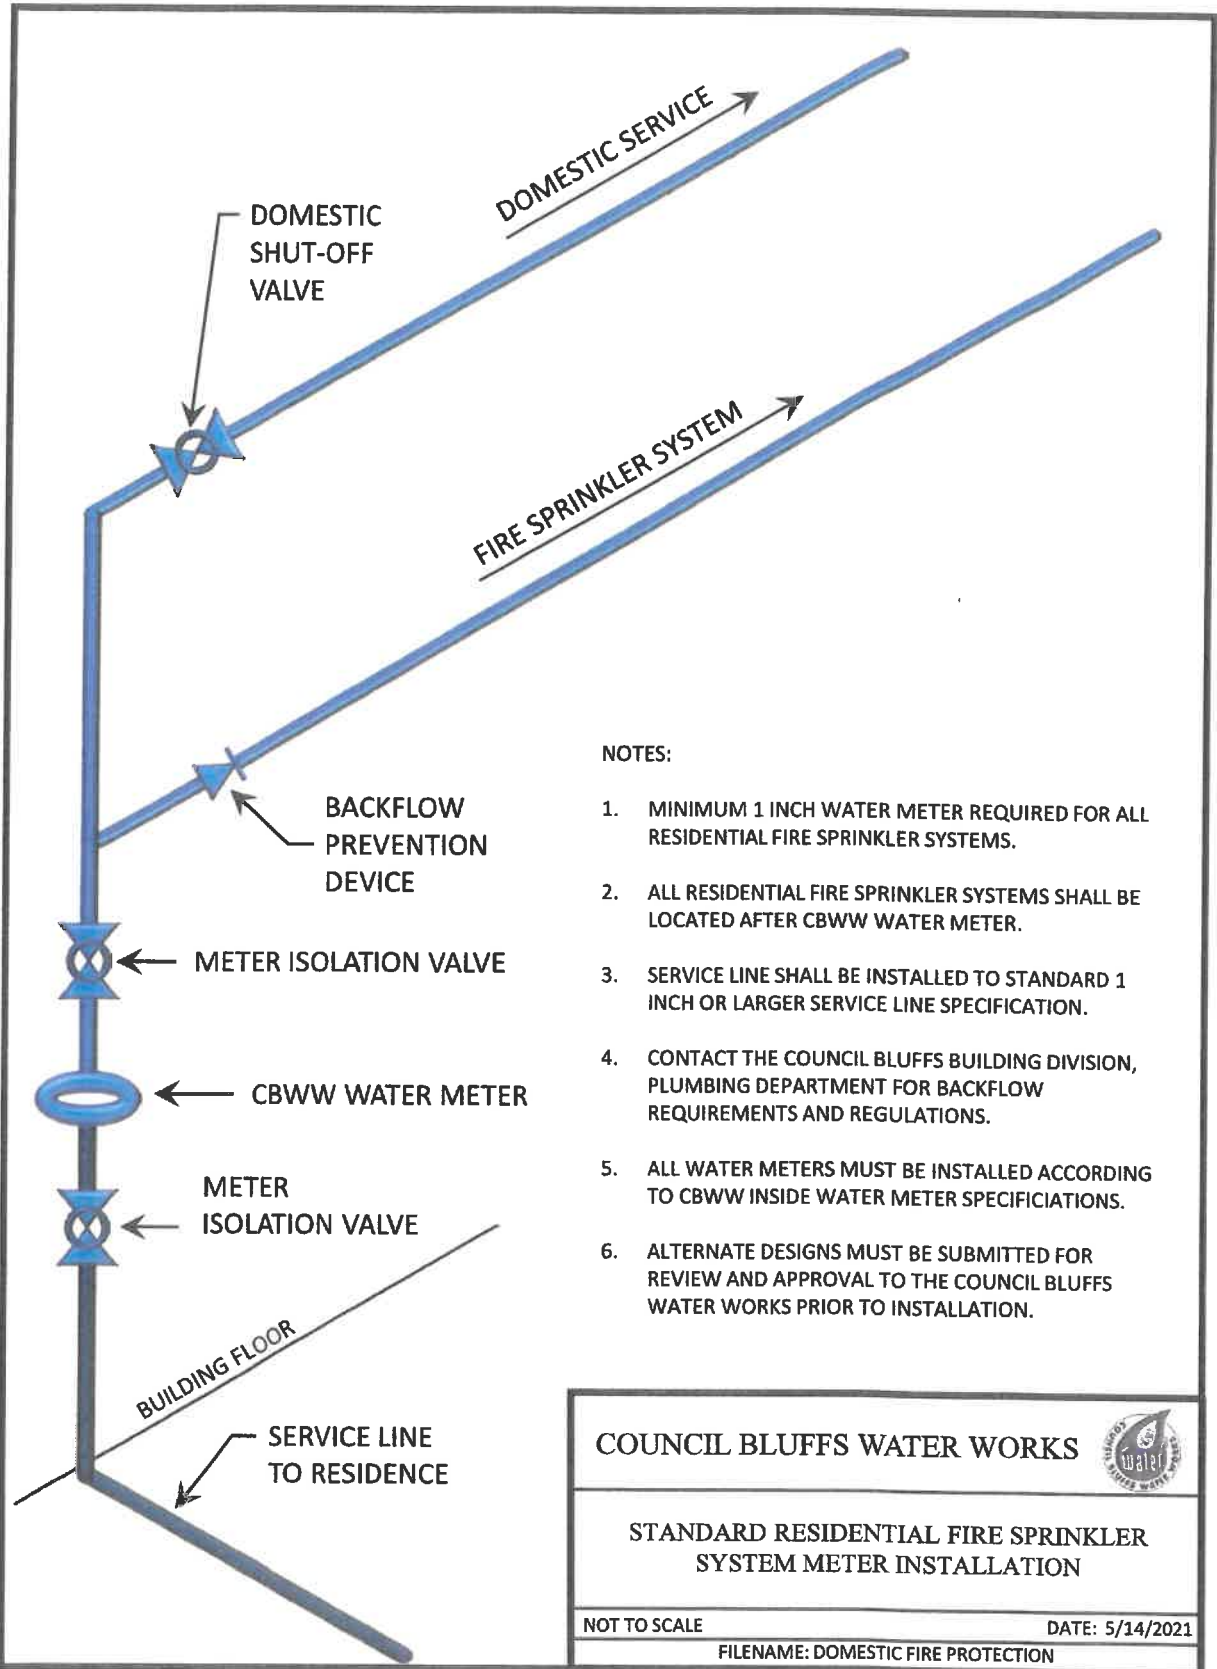 DOMESTIC SERVICE
DOMESTIC
SHUT-OFF
VALVE
FIRE SPRINKLER SYSTEM
BACKFLOW
PREVENTION
DEVICE
METER ISOLATION VALVE
CBWW WATER METER
METER
ISOLATION VALVE
BUILDING FLOOR
SERVICE LINE
TO RESIDENCE
NOTES:
1. MINIMUM 1 INCH WATER METER REQUIRED FOR ALL
RESIDENTIAL FIRE SPRINKLER SYSTEMS.
2. ALL RESIDENTIAL FIRE SPRINKLER SYSTEMS SHALL BE
LOCATED AFTER CBWW WATER METER.
3. SERVICE LINE SHALL BE INSTALLED TO STANDARD 1
INCH OR LARGER SERVICE LINE SPECIFICATION.
4. CONTACT THE COUNCIL BLUFFS BUILDING DIVISION,
PLUMBING DEPARTMENT FOR BACKFLOW
REQUIREMENTS AND REGULATIONS.
5. ALL WATER METERS MUST BE INSTALLED ACCORDING
TO CBWW INSIDE WATER METER SPECIFICIATIONS.
6. ALTERNATE DESIGNS MUST BE SUBMITTED FOR
REVIEW AND APPROVAL TO THE COUNCIL BLUFFS
WATER WORKS PRIOR TO INSTALLATION.
COUNCIL BLUFFS WATER WORKS
water
COUNCIL BLUFFS WATER WORKS
STANDARD RESIDENTIAL FIRE SPRINKLER
SYSTEM METER INSTALLATION
NOT TO SCALE
DATE: 5/14/2021
FILENAME: DOMESTIC FIRE PROTECTION